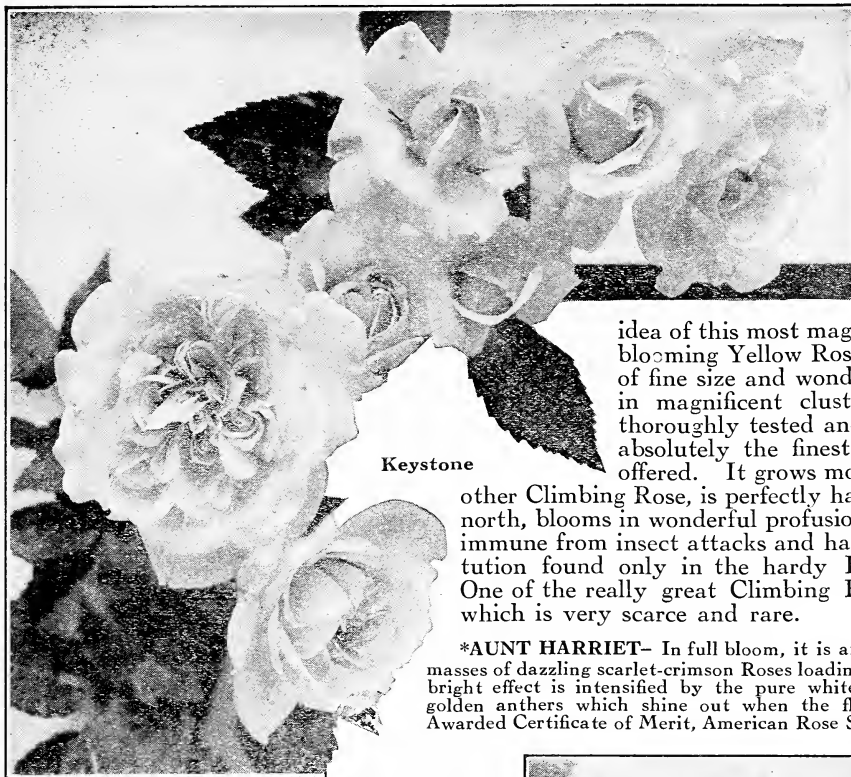 idea of this most mag
blooming Yellow Ros
of fine size and wond
in magnificent clust
thoroughly tested an
absolutely the finest
Keystone
offered. It grows mo
other Climbing Rose, is perfectly ha
north, blooms in wonderful profusio
immune from insect attacks and ha
tution found only in the hardy
One of the really great Climbing
which is very scarce and rare.
*AUNT HARRIET– In full bloom, it is a
masses of dazzling scarlet-crimson Roses loadin
bright effect is intensified by the pure white
golden anthers which shine out when the fl
Awarded Certificate of Merit, American Rose S